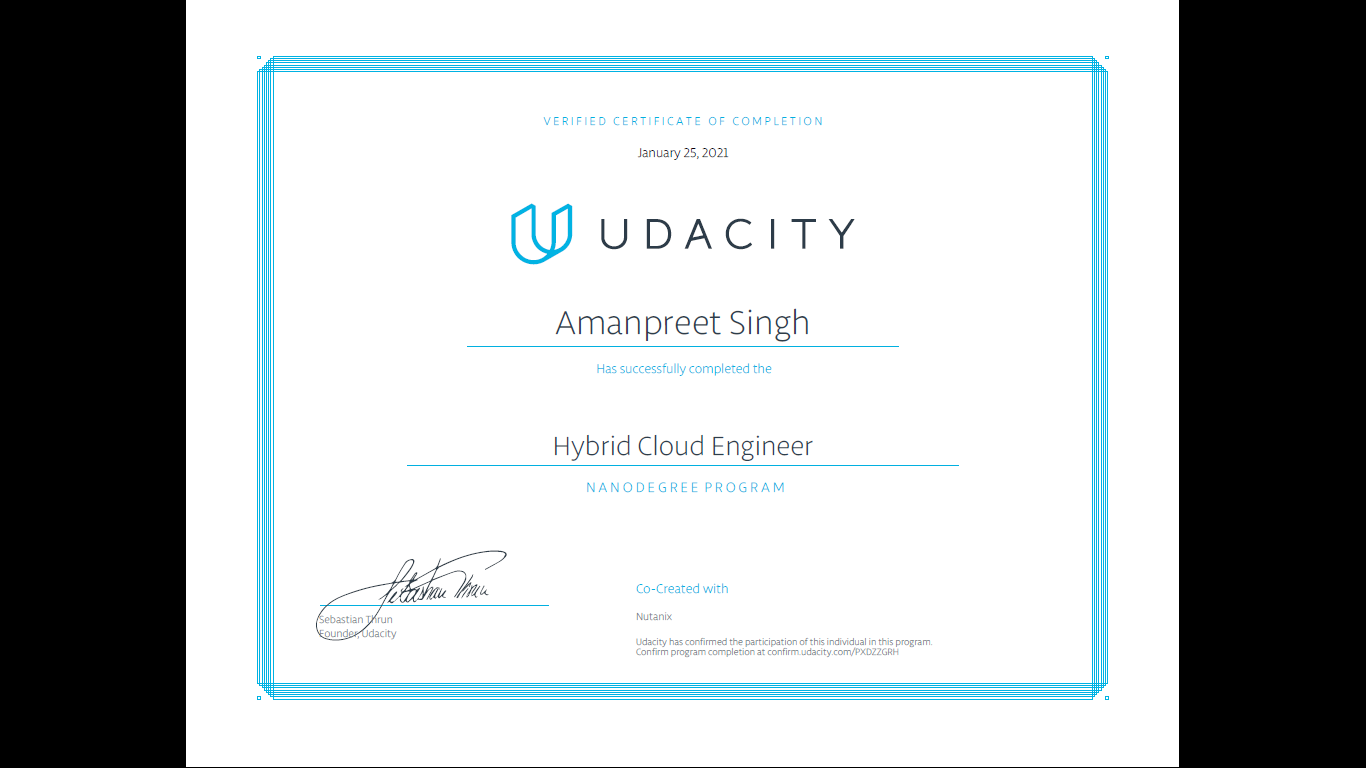 VERIFIED CERTIFICATE OF COMPLETION
January 25, 2021
UDACITY
Amanpreet Singh
Has successfully completed the
Hybrid Cloud Engineer
NANODEGREE PROGRAM
Sebastian Thrun
Sebastian Thrun
Founder, Udacity
Co-Created with
Nutanix
Udacity has confirmed the participation of this individual in this program.
Confirm program completion at confirm.udacity.com/PXDZZGRH